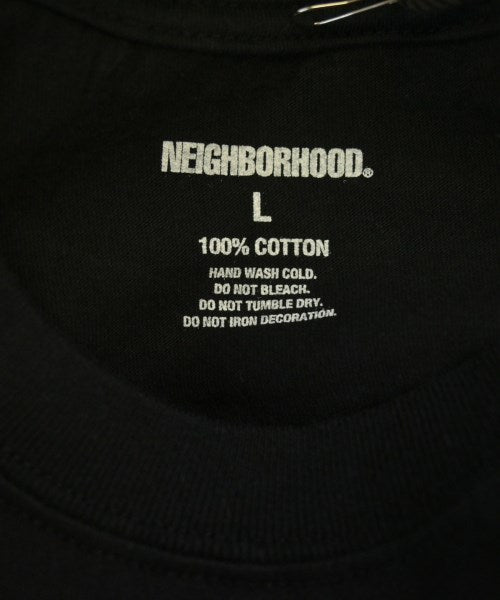 NEIGHBORHOOD®
L
100% COTTON
HAND WASH COLD.
DO NOT BLEACH.
DO NOT TUMBLE DRY.
DO NOT IRON DECORATION.